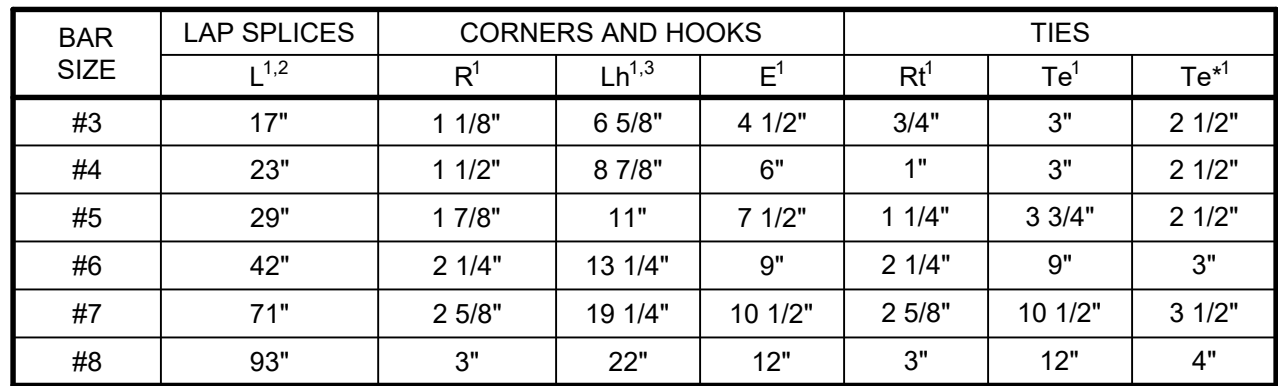 BAR SIZE LAP SPLICES CORNERS AND HOOKS TIES
L1,2 R1 Lh1,3 E1 Rt1 Te1 Te*1
#3 17" 1 1/8" 6 5/8" 4 1/2" 3/4" 3" 2 1/2"
#4 23" 1 1/2" 8 7/8" 6" 1" 3" 2 1/2"
#5 29" 1 7/8" 11" 7 1/2" 1 1/4" 3 3/4" 2 1/2"
#6 42" 2 1/4" 13 1/4" 9" 2 1/4" 9" 3"
#7 71" 2 5/8" 19 1/4" 10 1/2" 2 5/8" 10 1/2" 3 1/2"
#8 93" 3" 22" 12" 3" 12" 4"